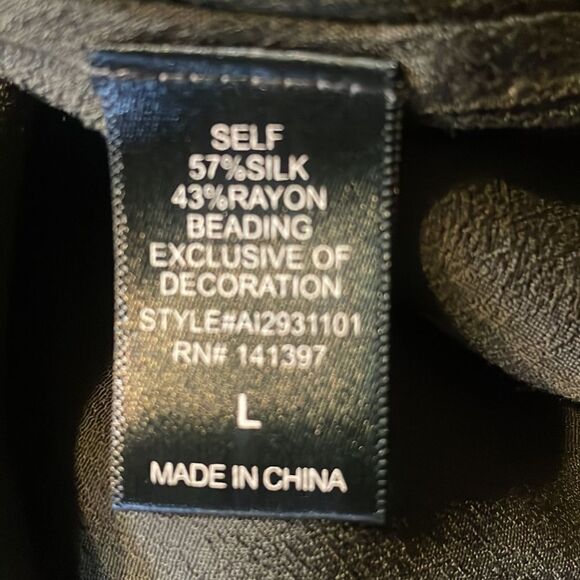 SELF
57%SILK
43%RAYON
BEADING
EXCLUSIVE OF
DECORATION
STYLE#AI2931101
RN# 141397
L
MADE IN CHINA